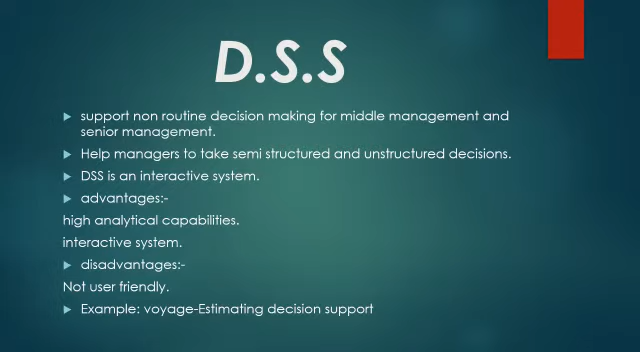 D.S.S
support non routine decision making for middle management and
senior management.
Help managers to take semi structured and unstructured decisions.
DSS is an interactive system.
advantages:-
high analytical capabilities.
interactive system.
disadvantages:-
Not user friendly.
Example: voyage-Estimating decision support